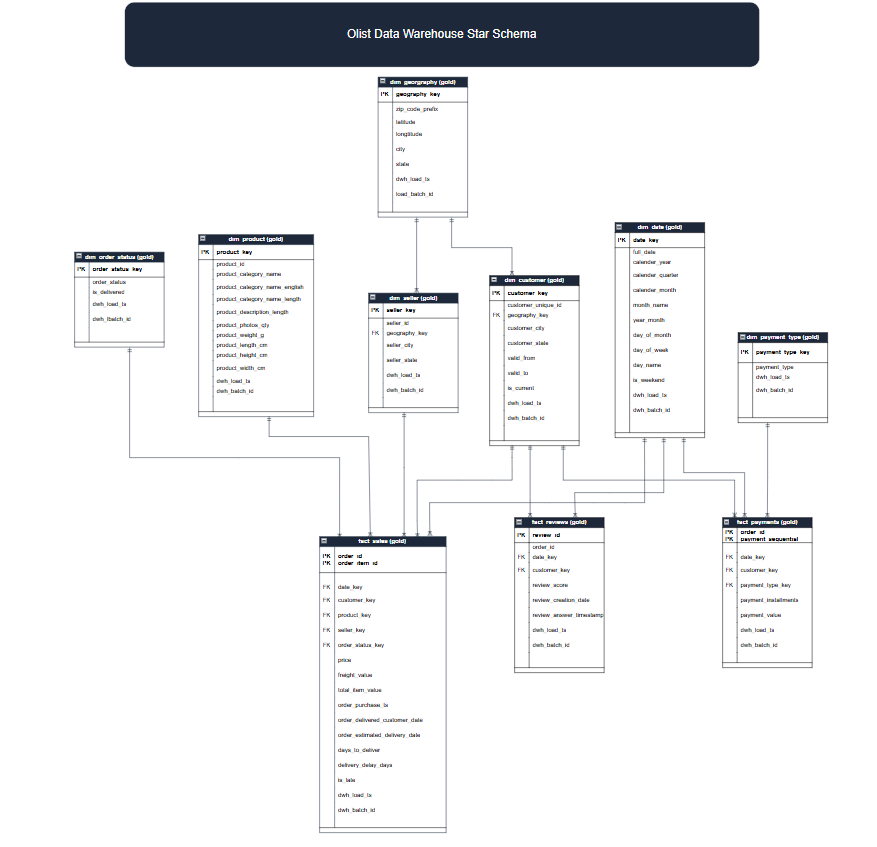 Olist Data Warehouse Star Schema
dim_georgraphy (gold)
PK geography_key
zip_code_prefix
latitude
longtitude
city
state
dwh_load_ts
load_batch_id
dim_order_status (gold)
PK order_status_key
order_status
is_delivered
dwh_load_ts
dwh_lbatch_id
dim_product (gold)
PK product_key
product_id
product_category_name
product_category_name_english
product_category_name_length
product_description_length
product_photos_qty
product_weight_g
product_length_cm
product_height_cm
product_width_cm
dwh_load_ts
dwh_batch_id
dim_seller (gold)
PK seller_key
seller_id
FK geography_key
seller_city
seller_state
dwh_load_ts
dwh_batch_id
dim_customer (gold)
PK customer_key
customer_unique_id
FK geography_key
customer_city
customer_state
valid_from
valid_to
is_current
dwh_load_ts
dwh_batch_id
dim_date (gold)
PK date_key
full_date
calender_year
calender_quarter
calender_month
month_name
year_month
day_of_month
day_of_week
day_name
is_weekend
dwh_load_ts
dwh_batch_id
dim_payment_type (gold)
PK payment_type_key
payment_type
dwh_load_ts
dwh_batch_id
fact_sales (gold)
PK order_id
PK order_item_id
FK date_key
FK customer_key
FK product_key
FK seller_key
FK order_status_key
price
freight_value
total_item_value
order_purchase_ts
order_delivered_customer_date
order_estimated_delivery_date
days_to_deliver
delivery_delay_days
is_late
dwh_load_ts
dwh_batch_id
fact_reviews (gold)
PK review_id
order_id
FK date_key
FK customer_key
review_score
review_creation_date
review_answer_timestamp
dwh_load_ts
dwh_batch_id
fact_payments (gold)
PK order_id
PK payment_sequential
FK date_key
FK customer_key
FK payment_type_key
payment_installments
payment_value
dwh_load_ts
dwh_batch_id